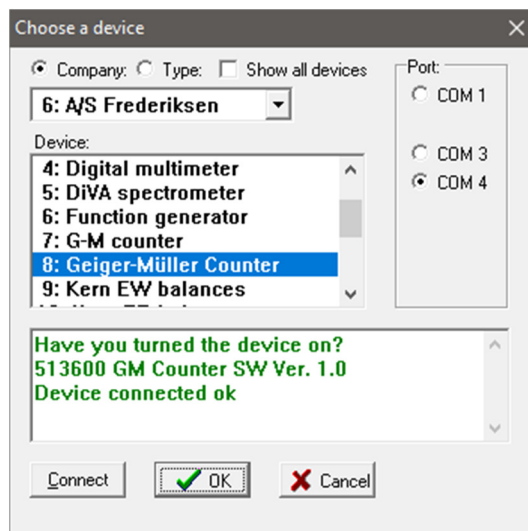 Choose a device
Company: Type: Show all devices
6: A/S Frederiksen
Device:
4: Digital multimeter
5: DiVA spectrometer
6: Function generator
7: G-M counter
8: Geiger-Müller Counter
9: Kern EW balances
Port:
COM 1
COM 3
COM 4
Have you turned the device on?
513600 GM Counter SW Ver. 1.0
Device connected ok
Connect OK Cancel